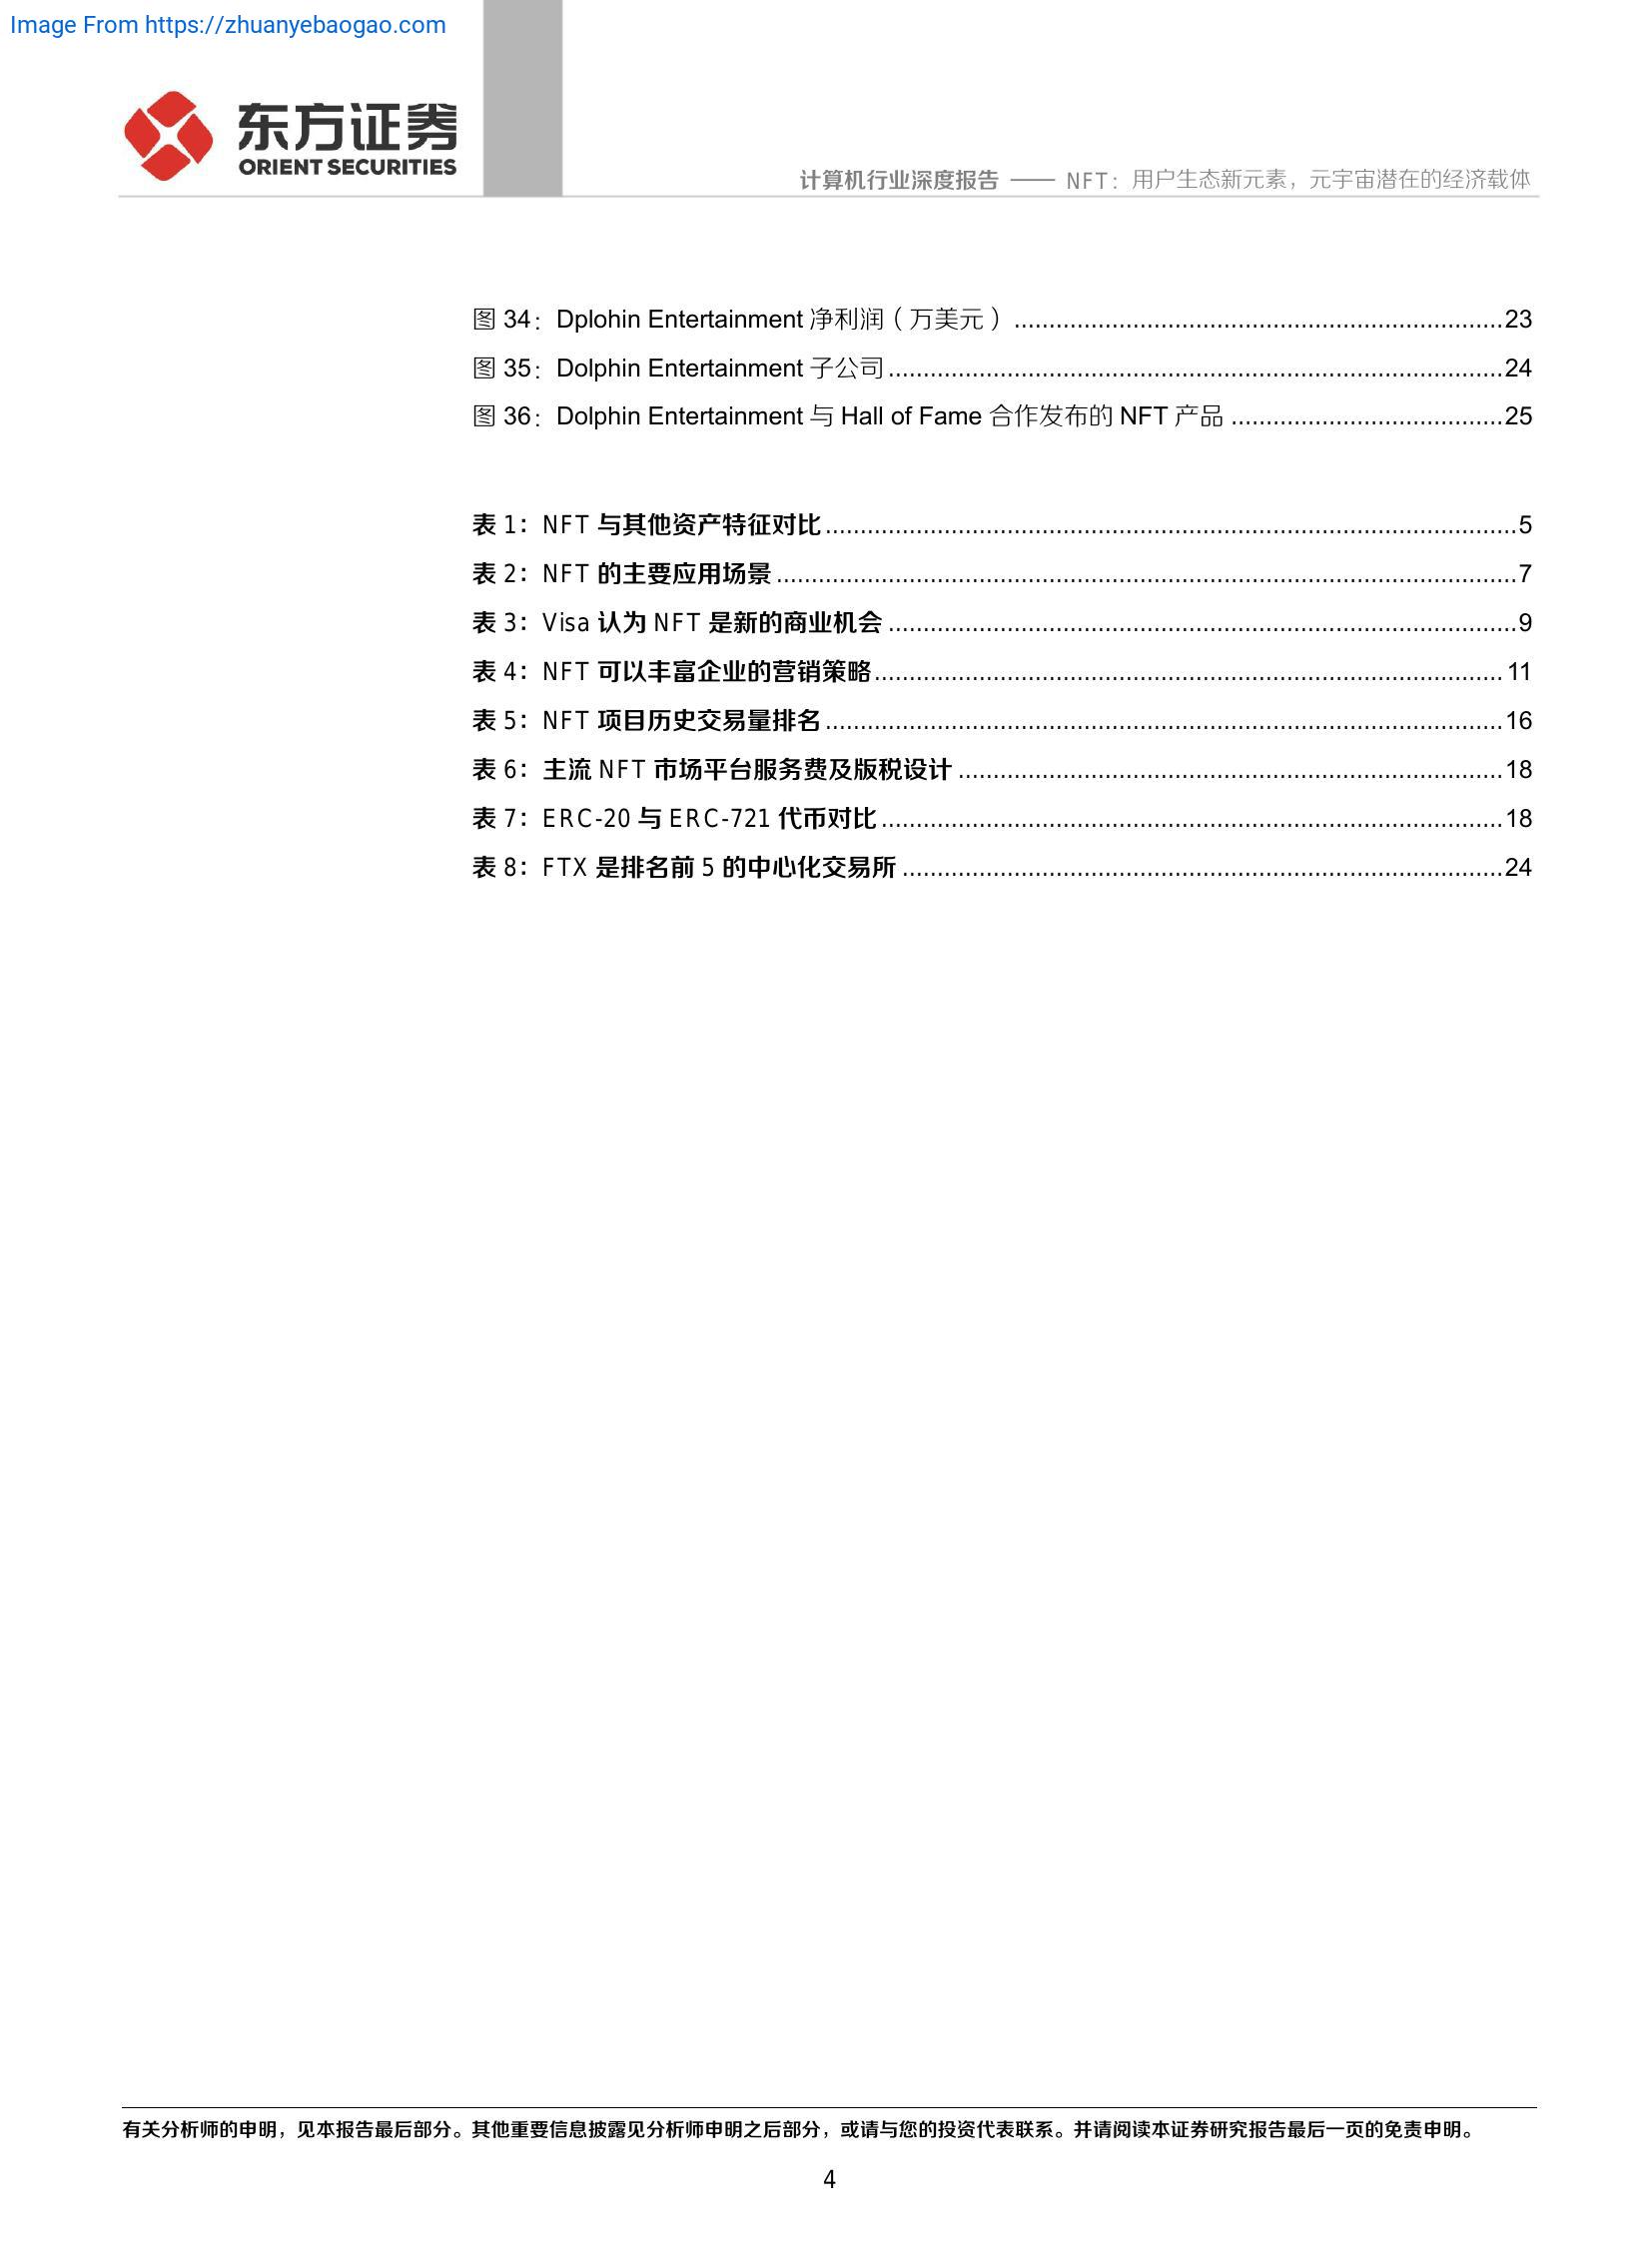 Image From https://zhuanyebaogao.com
东方证券
ORIENT SECURITIES
计算机行业深度报告 —— NFT：用户生态新元素，元宇宙潜在的经济载体
图 34：Dplohin Entertainment 净利润（万美元）....................23
图 35：Dolphin Entertainment 子公司....................24
图 36：Dolphin Entertainment 与 Hall of Fame 合作发布的 NFT 产品....................25
表 1：NFT 与其他资产特征对比....................5
表 2：NFT 的主要应用场景....................7
表 3：Visa 认为 NFT 是新的商业机会....................9
表 4：NFT 可以丰富企业的营销策略....................11
表 5：NFT 项目历史交易量排名....................16
表 6：主流 NFT 市场平台服务费及版税设计....................18
表 7：ERC-20 与 ERC-721 代币对比....................18
表 8：FTX 是排名前 5 的中心化交易所....................24
有关分析师的申明，见本报告最后部分。其他重要信息披露见分析师申明之后部分，或请与您的投资代表联系。并请阅读本证券研究报告最后一页的免责申明。
4